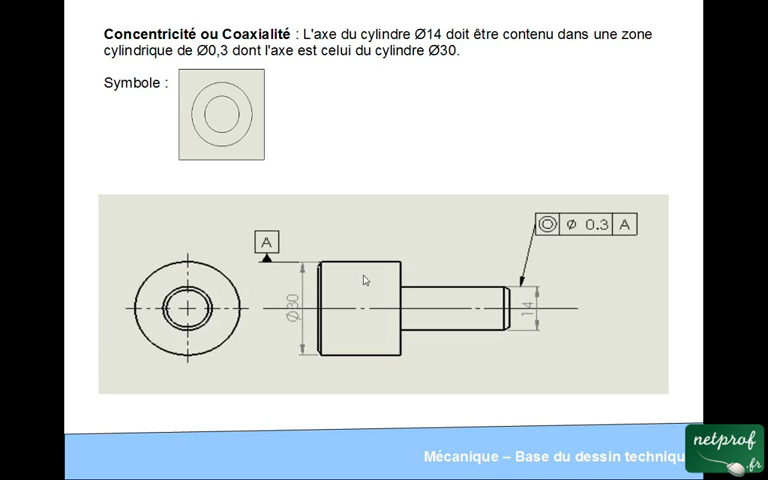 Concentricité ou Coaxialité : L'axe du cylindre Ø14 doit être contenu dans une zone
cylindrique de Ø0,3 dont l'axe est celui du cylindre Ø30.
Symbole :
A
Ø 0.3 A
Ø30
14
Mécanique – Base du dessin techniqu
netprof
.fr